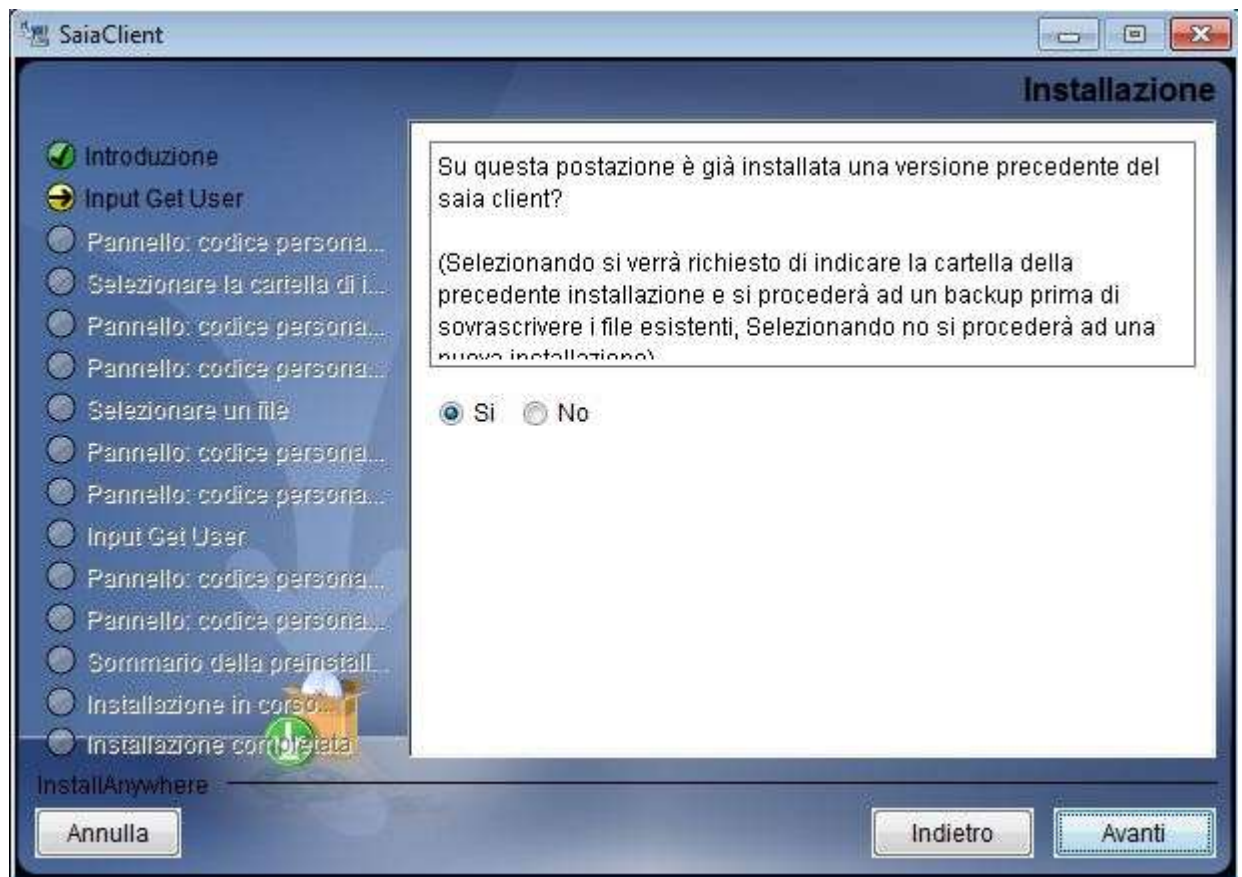 SaiaClient
Installazione
Introduzione
Input Get User
Pannello: codice persona...
Selezionare la cartella di i...
Pannello: codice persona...
Pannello: codice persona...
Selezionare un file
Pannello: codice persona...
Pannello: codice persona...
Input Get User
Pannello: codice persona...
Pannello: codice persona...
Sommario della preinstall...
Installazione in corso...
Installazione completata
Su questa postazione è già installata una versione precedente del
saia client?
(Selezionando si verrà richiesto di indicare la cartella della
precedente installazione e si procederà ad un backup prima di
sovrascrivere i file esistenti, Selezionando no si procederà ad una
nuova installazione)
Si No
InstallAnywhere
Annulla
Indietro
Avanti